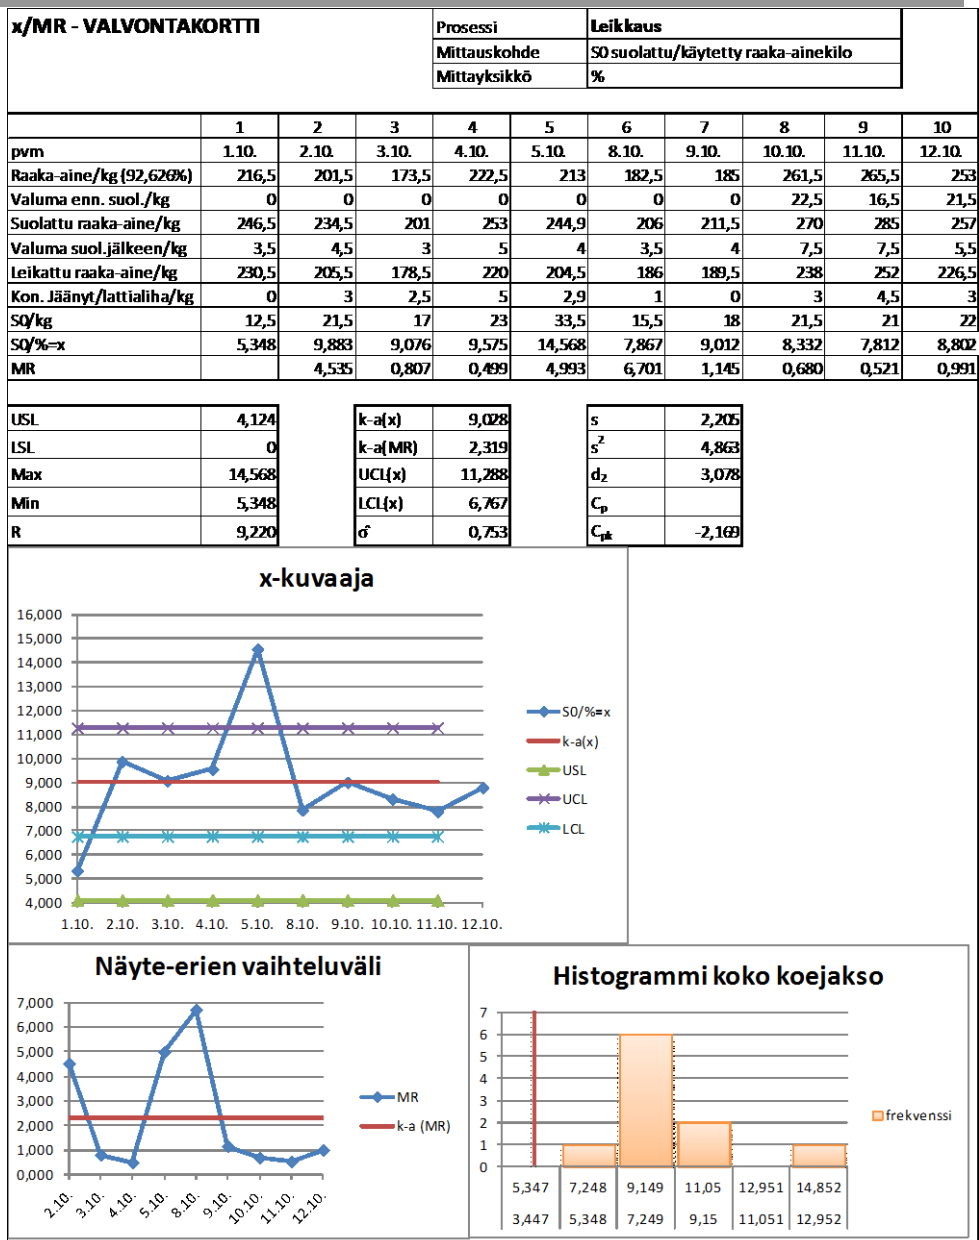 x/MR - VALVONTAKORTTI
Prosessi Leikkaus
Mittauskohde S0 suolattu/käytetty raaka-ainekilo
Mittayksikkö %
1 2 3 4 5 6 7 8 9 10
pvm 1.10. 2.10. 3.10. 4.10. 5.10. 8.10. 9.10. 10.10. 11.10. 12.10.
Raaka-aine/kg (92,626%) 216,5 201,5 173,5 222,5 213 182,5 185 261,5 265,5 253
Valuma enn. suol./kg 0 0 0 0 0 0 0 22,5 16,5 21,5
Suolattu raaka-aine/kg 246,5 234,5 201 253 244,9 206 211,5 270 285 257
Valuma suol.jälkeen/kg 3,5 4,5 3 5 4 3,5 4 7,5 7,5 5,5
Leikattu raaka-aine/kg 230,5 205,5 178,5 220 204,5 186 189,5 238 252 226,5
Kon. Jäänyt/lattialiha/kg 0 3 2,5 5 2,9 1 0 3 4,5 3
S0/kg 12,5 21,5 17 23 33,5 15,5 18 21,5 21 22
S0/%=x 5,348 9,883 9,076 9,575 14,568 7,867 9,012 8,332 7,812 8,802
MR 4,535 0,807 0,499 4,993 6,701 1,145 0,680 0,521 0,991
USL 4,124 k-a(x) 9,028 s 2,205
LSL 0 k-a(MR) 2,319 s² 4,863
Max 14,568 UCL(x) 11,288 d₂ 3,078
Min 5,348 LCL(x) 6,767 Cₚ
R 9,220 σ̂ 0,753 Cₚₖ -2,169
x-kuvaaja
16,000
15,000
14,000
13,000
12,000
11,000
10,000
9,000
8,000
7,000
6,000
5,000
4,000
1.10. 2.10. 3.10. 4.10. 5.10. 8.10. 9.10. 10.10. 11.10. 12.10.
S0/%=x
k-a(x)
USL
UCL
LCL
Näyte-erien vaihteluväli
7,000
6,000
5,000
4,000
3,000
2,000
1,000
0,000
2.10. 3.10. 4.10. 5.10. 8.10. 9.10. 10.10. 11.10. 12.10.
MR
k-a (MR)
Histogrammi koko koejakso
7
6
5
4
3
2
1
0
5,347 7,248 9,149 11,05 12,951 14,852
3,447 5,348 7,249 9,15 11,051 12,952
frekvenssi